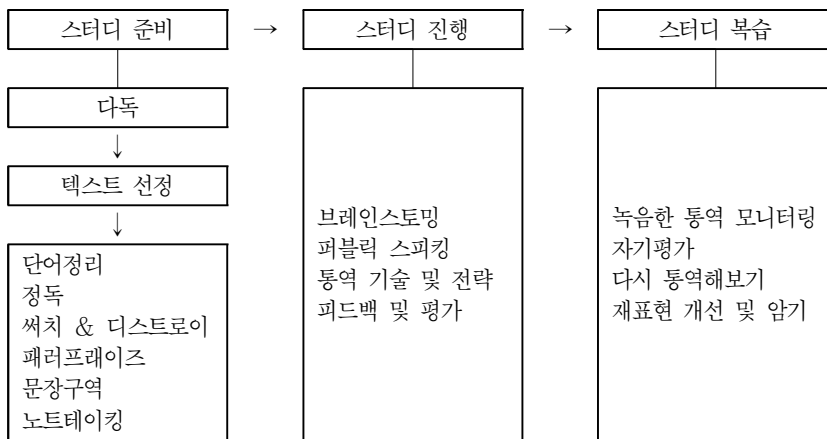 스터디 준비 → 스터디 진행 → 스터디 복습
다독
↓
텍스트 선정
↓
단어정리
정독
써치 & 디스트로이
패러프래이즈
문장구역
노트테이킹
브레인스토밍
퍼블릭 스피킹
통역 기술 및 전략
피드백 및 평가
녹음한 통역 모니터링
자기평가
다시 통역해보기
재표현 개선 및 암기